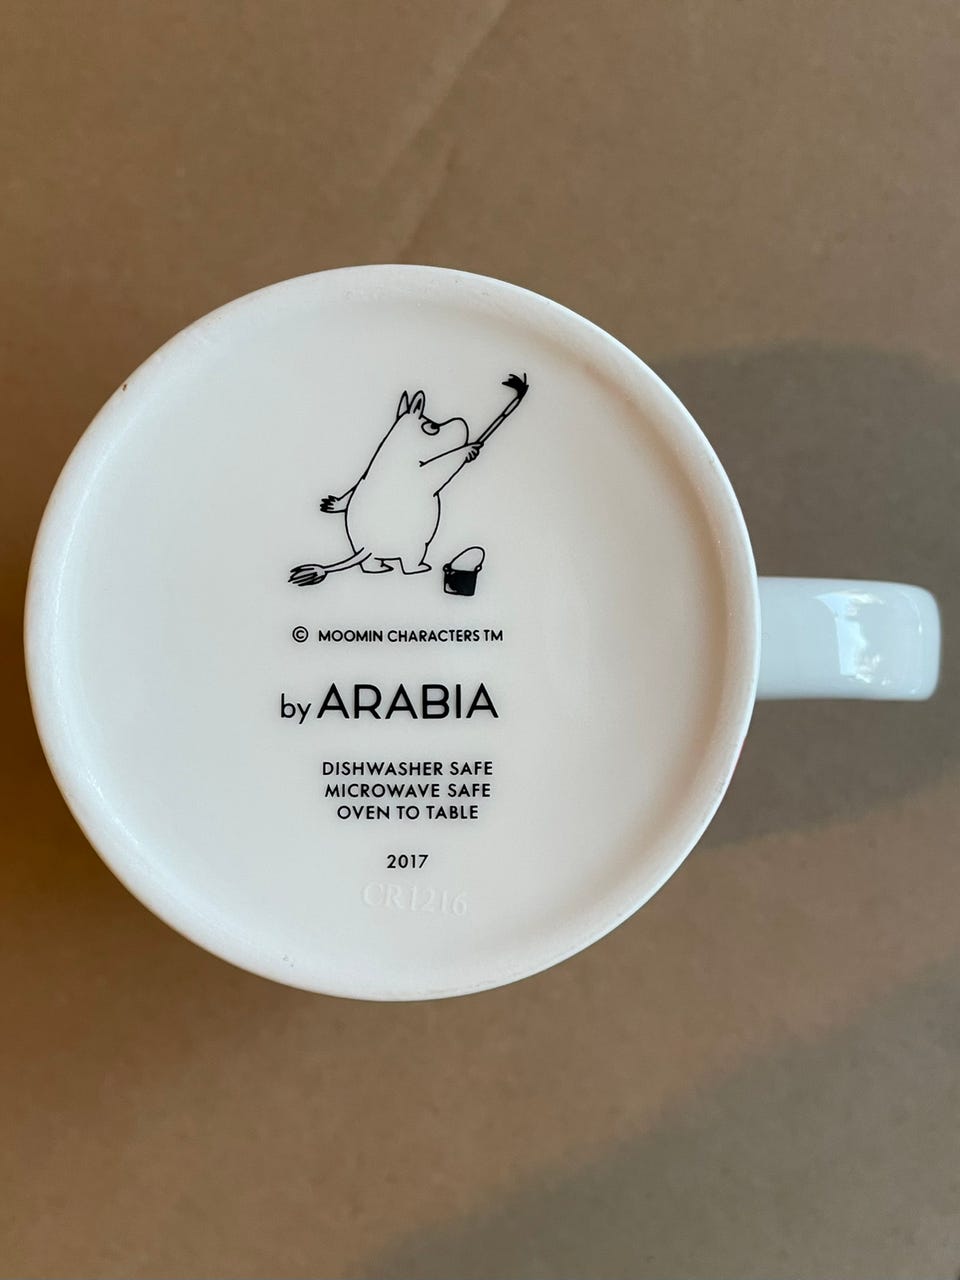 © MOOMIN CHARACTERS TM
by ARABIA
DISHWASHER SAFE
MICROWAVE SAFE
OVEN TO TABLE
2017
CR1216